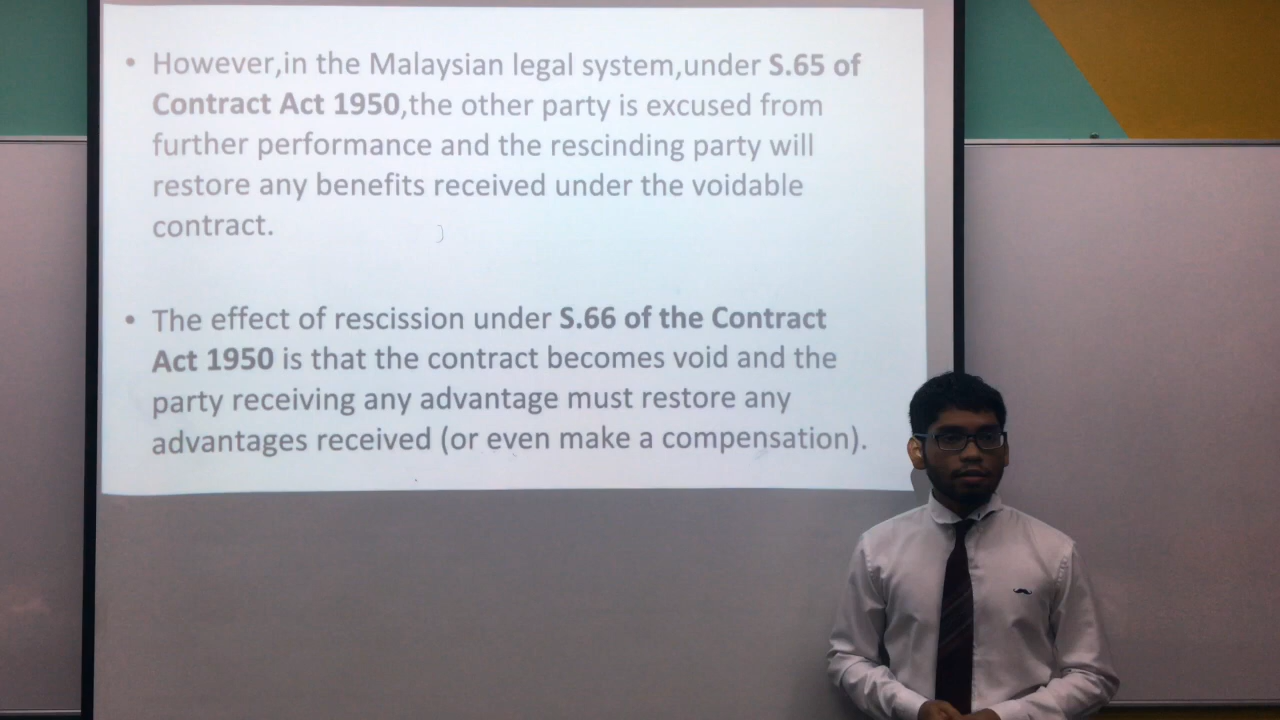 • However,in the Malaysian legal system,under S.65 of
Contract Act 1950,the other party is excused from
further performance and the rescinding party will
restore any benefits received under the voidable
contract.
• The effect of rescission under S.66 of the Contract
Act 1950 is that the contract becomes void and the
party receiving any advantage must restore any
advantages received (or even make a compensation).